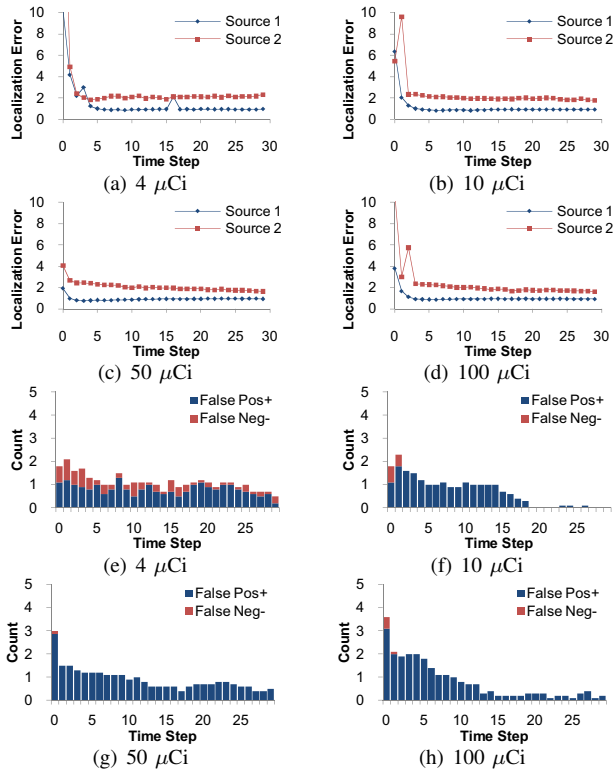 Localization Error
10
8
6
4
2
0
0 5 10 15 20 25 30
Time Step
Source 1
Source 2
(a) 4 μCi
Localization Error
10
8
6
4
2
0
0 5 10 15 20 25 30
Time Step
Source 1
Source 2
(b) 10 μCi
Localization Error
10
8
6
4
2
0
0 5 10 15 20 25 30
Time Step
Source 1
Source 2
(c) 50 μCi
Localization Error
10
8
6
4
2
0
0 5 10 15 20 25 30
Time Step
Source 1
Source 2
(d) 100 μCi
Count
5
4
3
2
1
0
0 5 10 15 20 25
Time Step
False Pos+
False Neg-
(e) 4 μCi
Count
5
4
3
2
1
0
0 5 10 15 20 25
Time Step
False Pos+
False Neg-
(f) 10 μCi
Count
5
4
3
2
1
0
0 5 10 15 20 25
Time Step
False Pos+
False Neg-
(g) 50 μCi
Count
5
4
3
2
1
0
0 5 10 15 20 25
Time Step
False Pos+
False Neg-
(h) 100 μCi